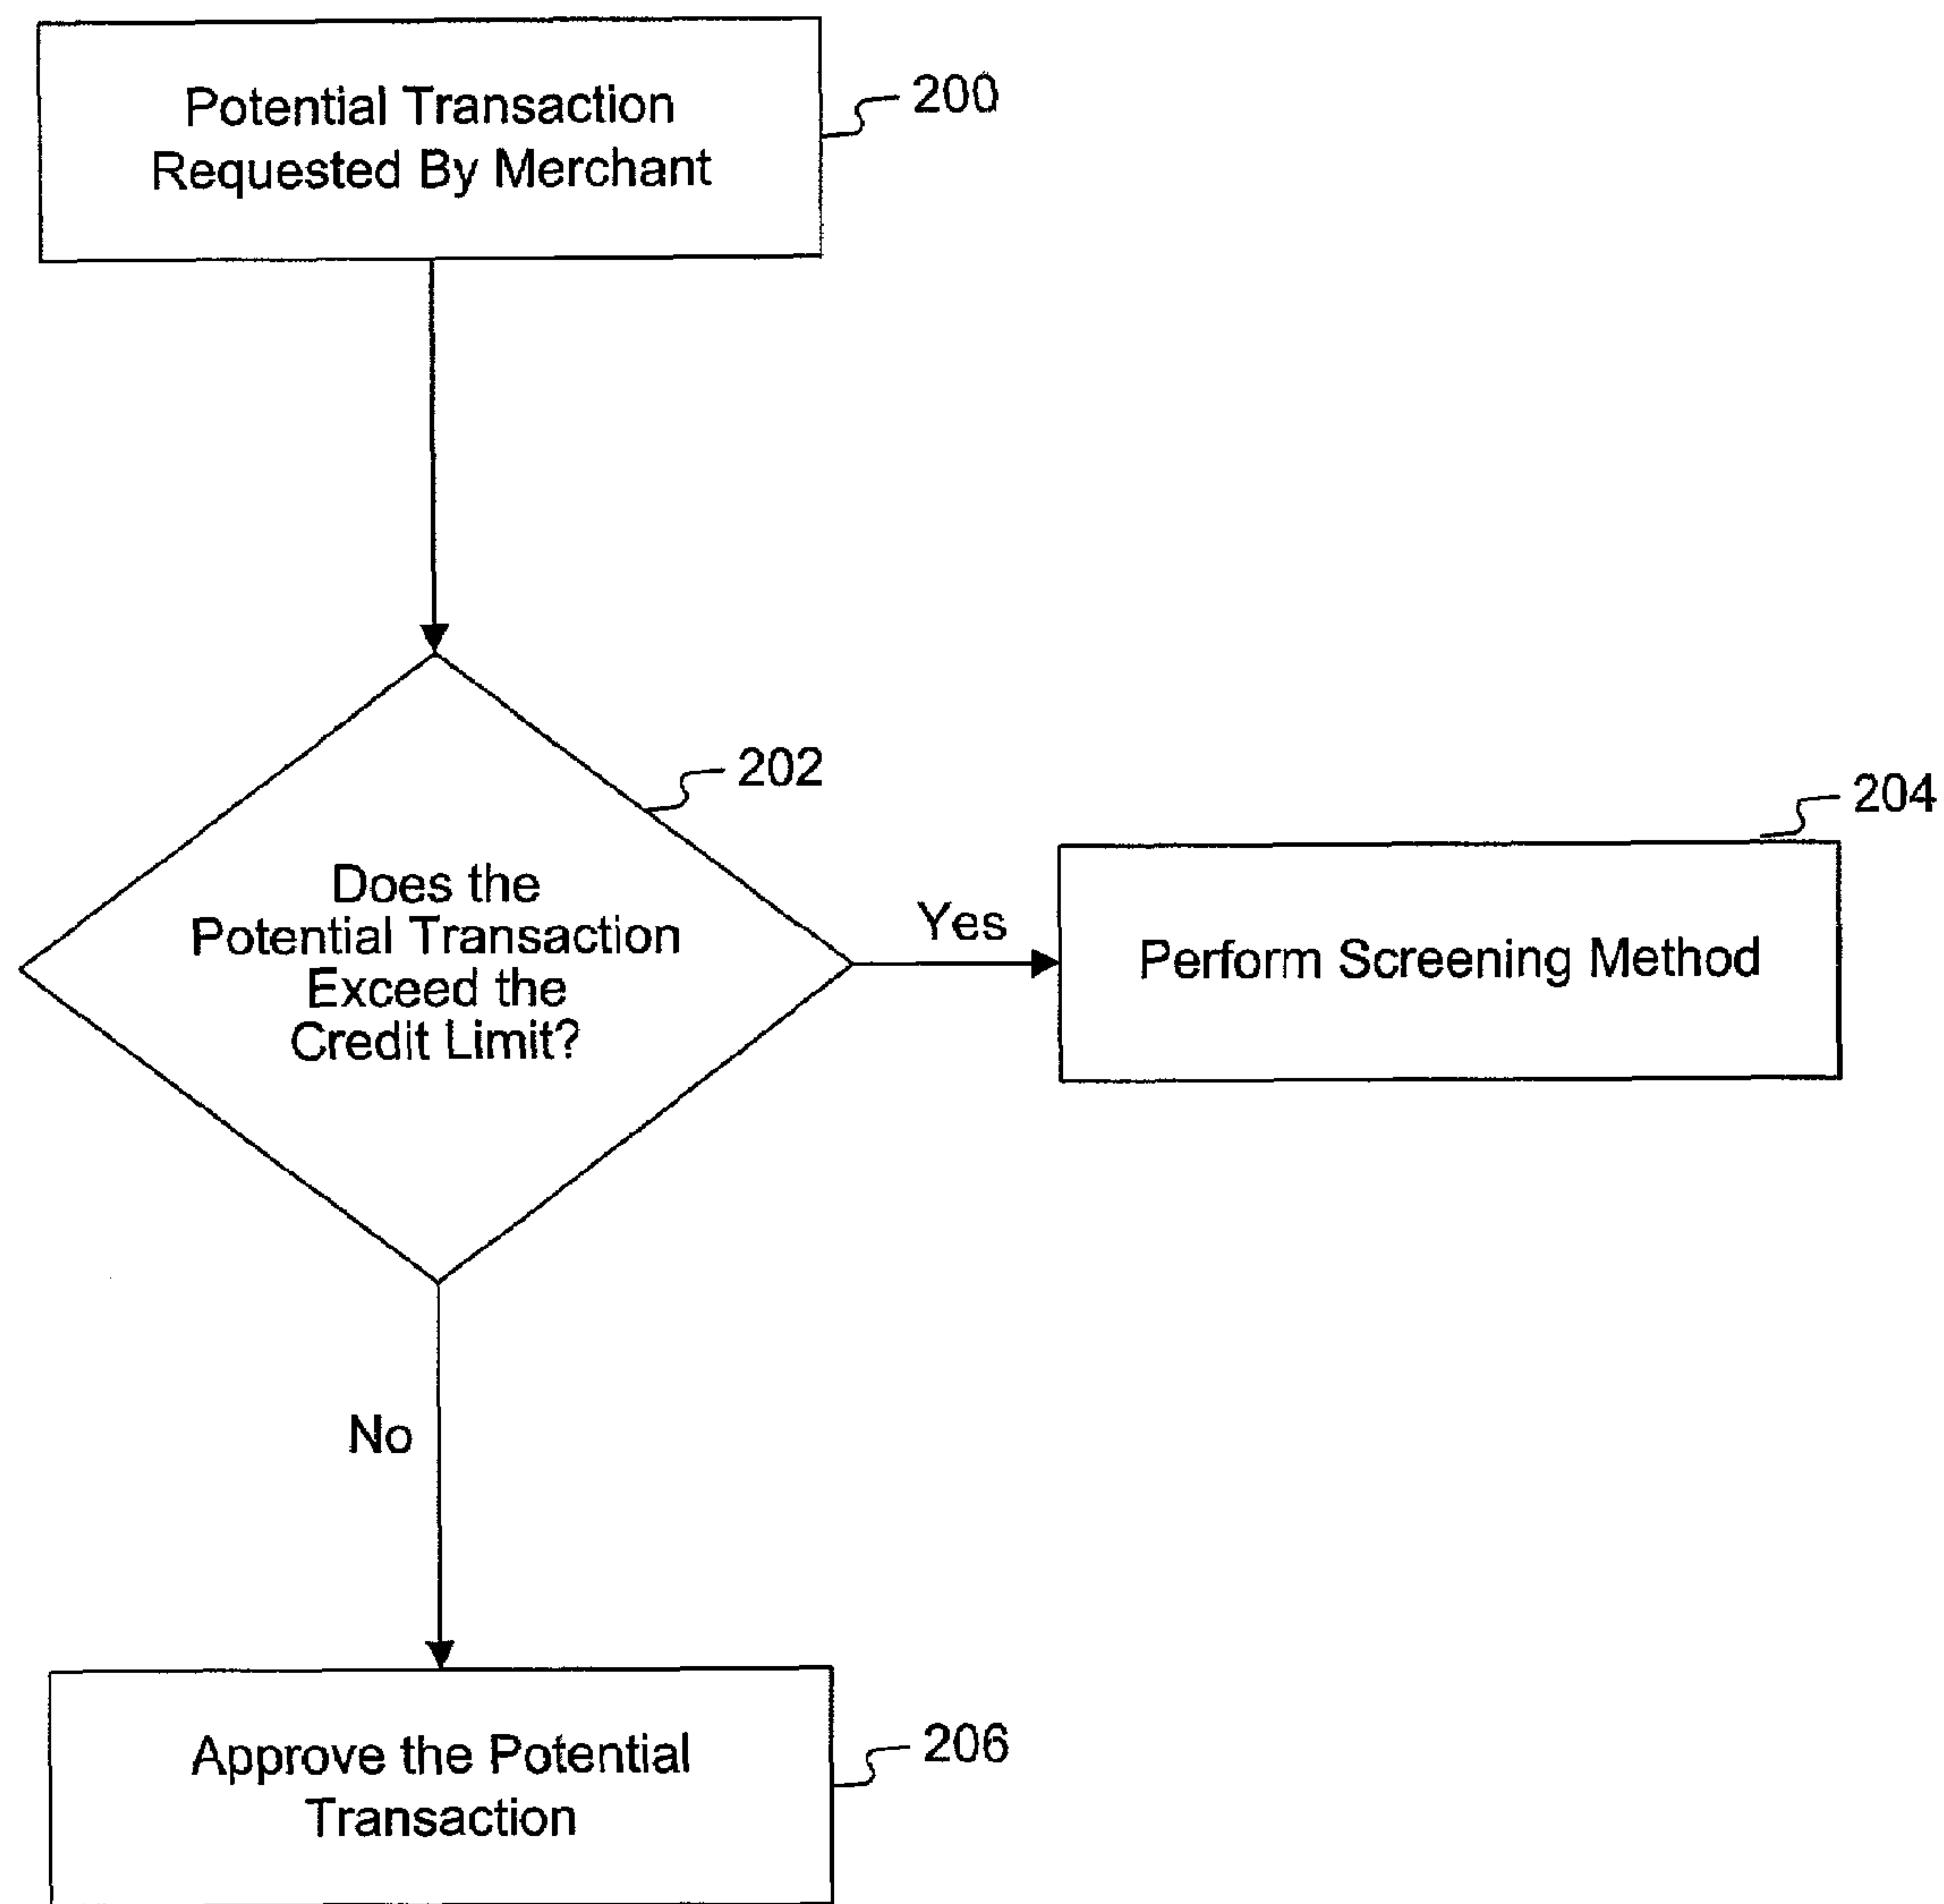 Potential Transaction
Requested By Merchant
200
202
Does the
Potential Transaction
Exceed the
Credit Limit?
Yes
204
Perform Screening Method
No
Approve the Potential
Transaction
206